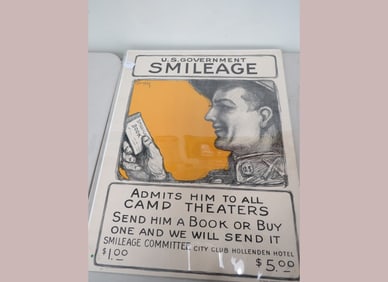 U.S. GOVERNMENT
SMILEAGE
ADMITS HIM TO ALL
CAMP THEATERS
SEND HIM A BOOK OR BUY
ONE AND WE WILL SEND IT
SMILEAGE COMMITTEE CITY CLUB HOLLENDEN HOTEL
$1.00 $5.00